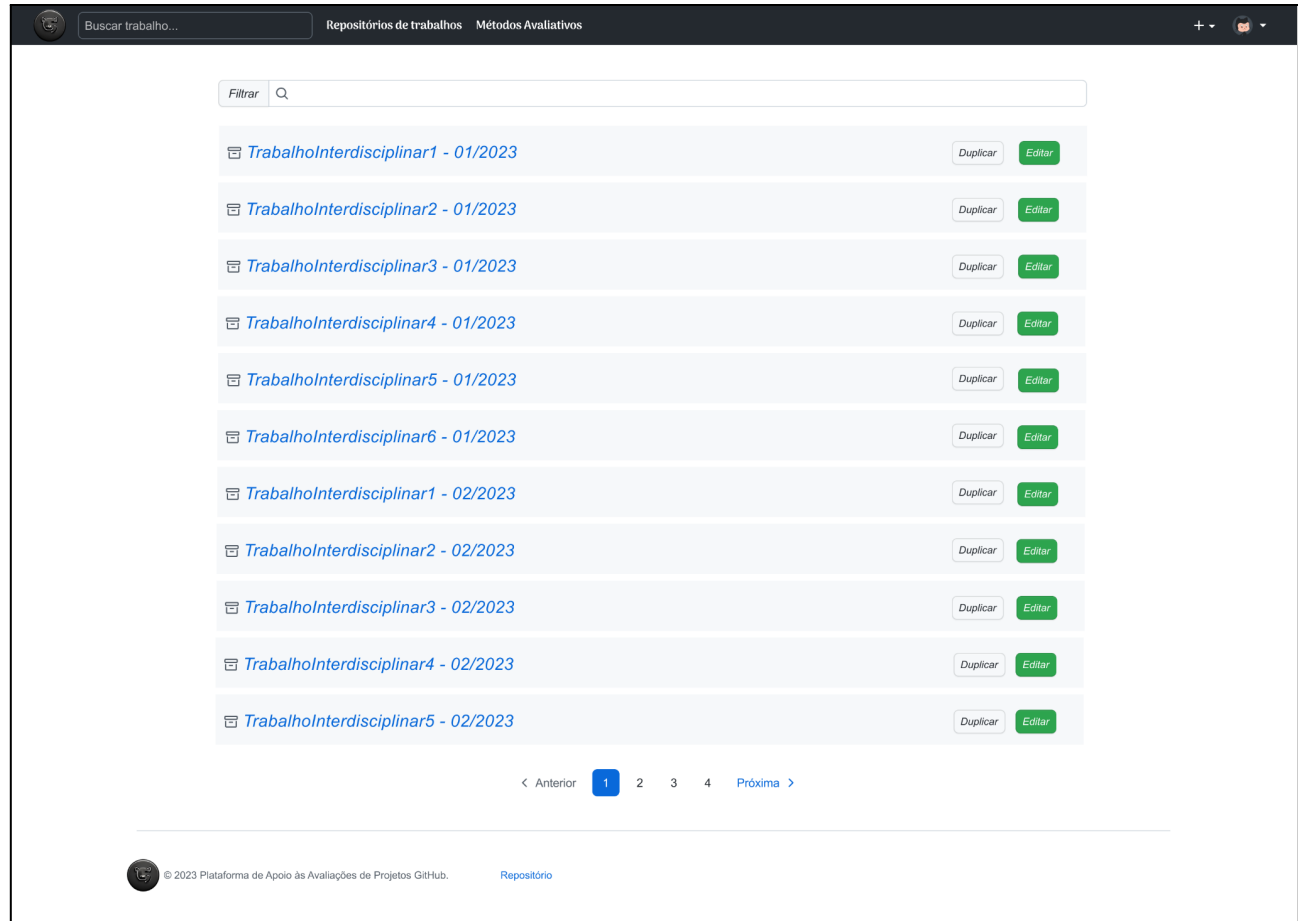 Buscar trabalho... Repositórios de trabalhos Métodos Avaliativos
Filtrar
TrabalhoInterdisciplinar1 - 01/2023 Duplicar Editar
TrabalhoInterdisciplinar2 - 01/2023 Duplicar Editar
TrabalhoInterdisciplinar3 - 01/2023 Duplicar Editar
TrabalhoInterdisciplinar4 - 01/2023 Duplicar Editar
TrabalhoInterdisciplinar5 - 01/2023 Duplicar Editar
TrabalhoInterdisciplinar6 - 01/2023 Duplicar Editar
TrabalhoInterdisciplinar1 - 02/2023 Duplicar Editar
TrabalhoInterdisciplinar2 - 02/2023 Duplicar Editar
TrabalhoInterdisciplinar3 - 02/2023 Duplicar Editar
TrabalhoInterdisciplinar4 - 02/2023 Duplicar Editar
TrabalhoInterdisciplinar5 - 02/2023 Duplicar Editar
Anterior 1 2 3 4 Próxima
© 2023 Plataforma de Apoio às Avaliações de Projetos GitHub. Repositório